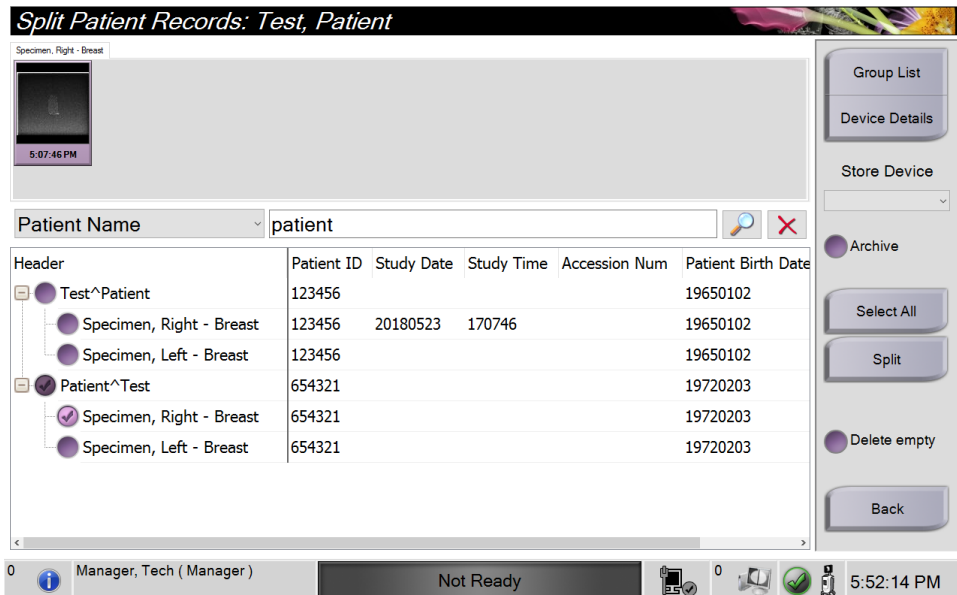 Split Patient Records: Test, Patient
Specimen, Right - Breast
5:07:46 PM
Group List
Device Details
Store Device
Patient Name patient
Archive
Header Patient ID Study Date Study Time Accession Num Patient Birth Date
Test^Patient 123456 19650102
Specimen, Right - Breast 123456 20180523 170746 19650102
Specimen, Left - Breast 123456 19650102
Patient^Test 654321 19720203
Specimen, Right - Breast 654321 19720203
Specimen, Left - Breast 654321 19720203
Select All
Split
Delete empty
Back
0 Manager, Tech ( Manager ) Not Ready 0 5:52:14 PM